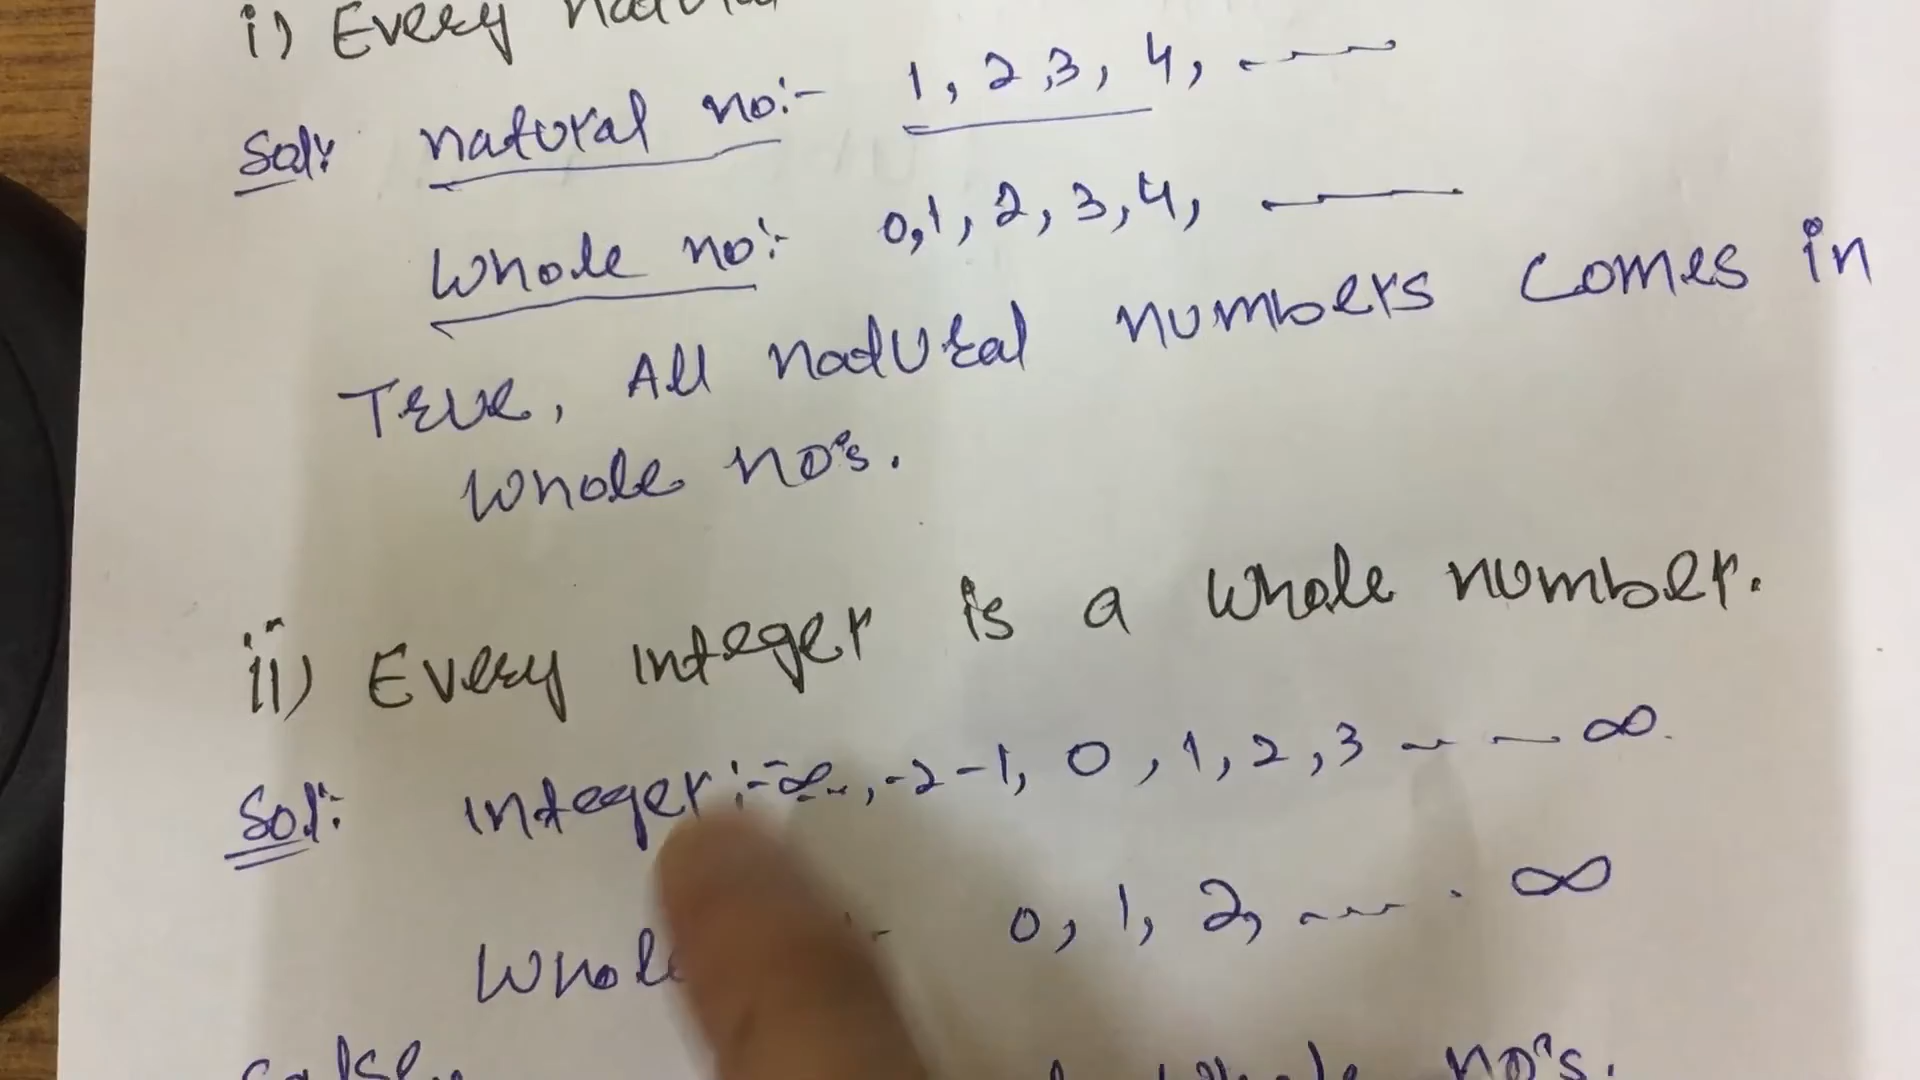 i) Every
Sol: natural no:- 1, 2, 3, 4,
Whole no:- 0, 1, 2, 3, 4,
True, All natural numbers comes in
Whole no's.
ii) Every integer is a Whole number.
Sol: integer :- -∞..., -2 -1, 0, 1, 2, 3 --- ∞.
Whole 0, 1, 2, .... ∞
no's.